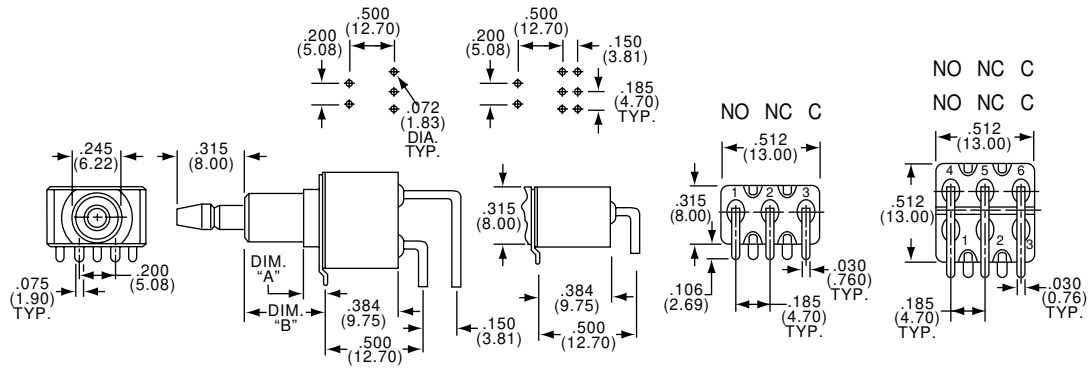 .500
(12.70)
.200
(5.08)
.072
(1.83)
DIA.
TYP.
.500
(12.70)
.200
(5.08)
.150
(3.81)
.185
(4.70)
TYP.
.245
(6.22)
.075
(1.90)
TYP.
.200
(5.08)
.315
(8.00)
DIM.
"A"
DIM.
"B"
.384
(9.75)
.500
(12.70)
.150
(3.81)
.315
(8.00)
.384
(9.75)
.500
(12.70)
NO NC C
.512
(13.00)
.315
(8.00)
1 2 3
.106
(2.69)
.030
(.760)
TYP.
.185
(4.70)
TYP.
NO NC C
NO NC C
.512
(13.00)
.512
(13.00)
4 5 6
1 2 3
.185
(4.70)
TYP.
.030
(0.76)
TYP.